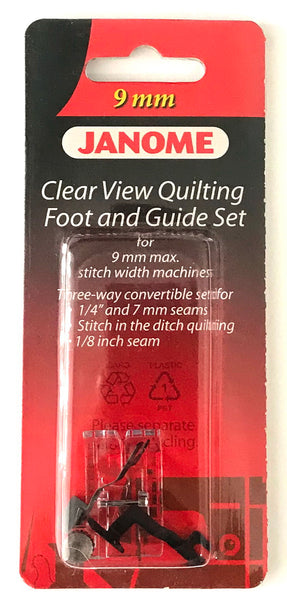 9 mm
JANOME
Clear View Quilting
Foot and Guide Set
for
9 mm max.
stitch width machines
Three-way convertible set for
1/4" and 7 mm seams
Stitch in the ditch quilting
1/8 inch seam
PLASTIC
1
PET
Please separate
recycling.